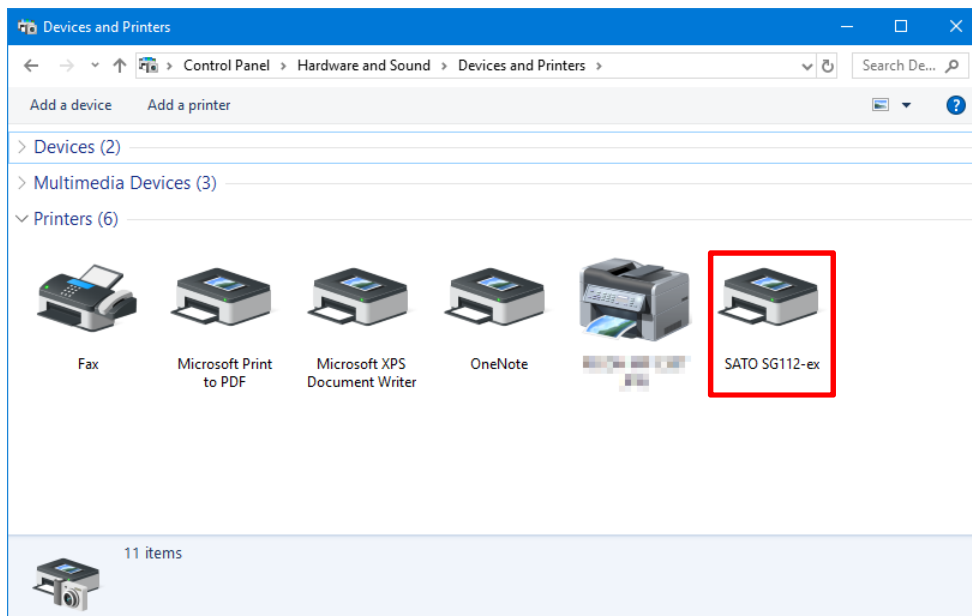 Devices and Printers
Control Panel > Hardware and Sound > Devices and Printers >
Search De...
Add a device Add a printer
?
Devices (2)
Multimedia Devices (3)
Printers (6)
Fax
Microsoft Print
to PDF
Microsoft XPS
Document Writer
OneNote
SATO SG112-ex
11 items